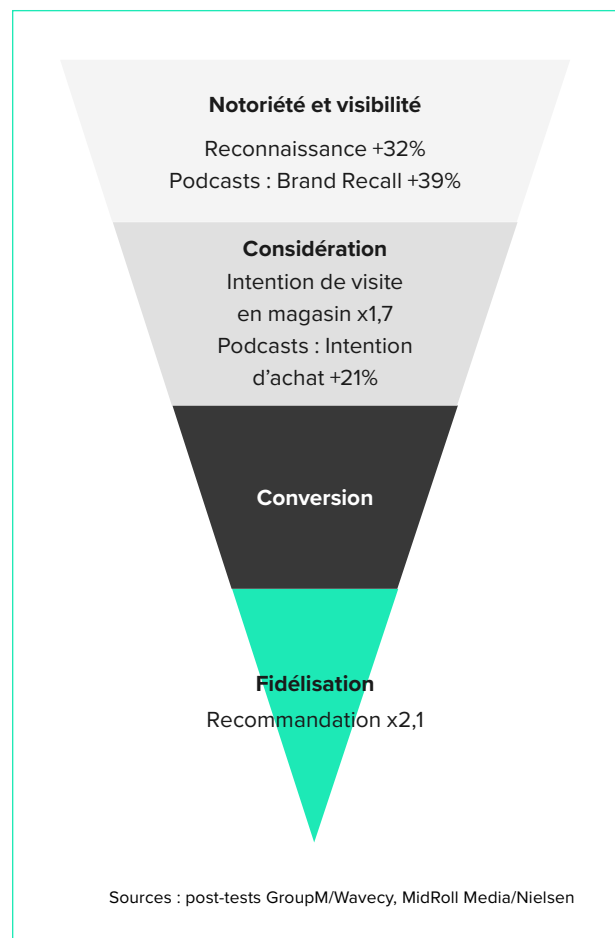 Notoriété et visibilité
Reconnaissance +32%
Podcasts : Brand Recall +39%
Considération
Intention de visite
en magasin x1,7
Podcasts : Intention
d’achat +21%
Conversion
Fidélisation
Recommandation x2,1
Sources : post-tests GroupM/Wavecy, MidRoll Media/Nielsen